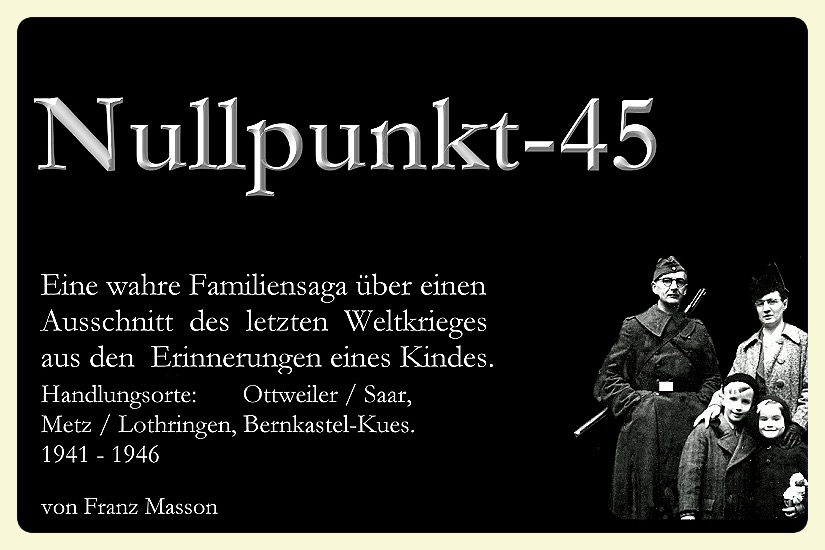 Nullpunkt-45
Eine wahre Familiensaga über einen
Ausschnitt des letzten Weltkrieges
aus den Erinnerungen eines Kindes.
Handlungsorte: Ottweiler / Saar,
Metz / Lothringen, Bernkastel-Kues.
1941 - 1946
von Franz Masson